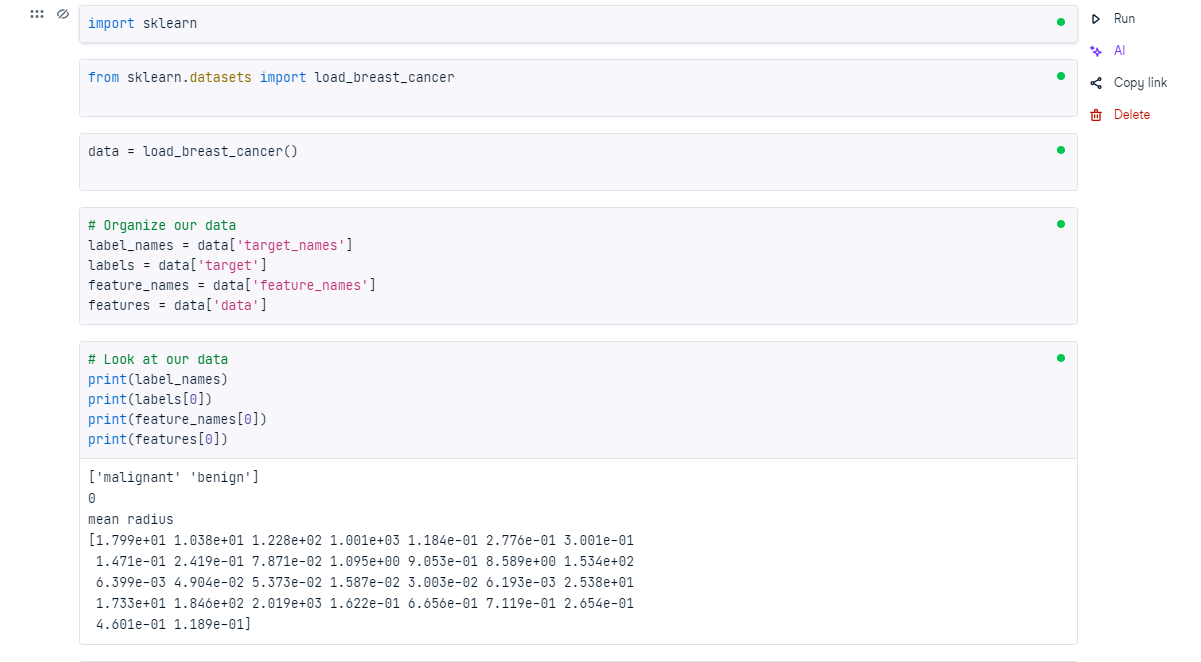 import sklearn
Run
AI
Copy link
Delete
from sklearn.datasets import load_breast_cancer
data = load_breast_cancer()
# Organize our data
label_names = data['target_names']
labels = data['target']
feature_names = data['feature_names']
features = data['data']
# Look at our data
print(label_names)
print(labels[0])
print(feature_names[0])
print(features[0])
['malignant' 'benign']
0
mean radius
[1.799e+01 1.038e+01 1.228e+02 1.001e+03 1.184e-01 2.776e-01 3.001e-01
 1.471e-01 2.419e-01 7.871e-02 1.095e+00 9.053e-01 8.589e+00 1.534e+02
 6.399e-03 4.904e-02 5.373e-02 1.587e-02 3.003e-02 6.193e-03 2.538e+01
 1.733e+01 1.846e+02 2.019e+03 1.622e-01 6.656e-01 7.119e-01 2.654e-01
 4.601e-01 1.189e-01]